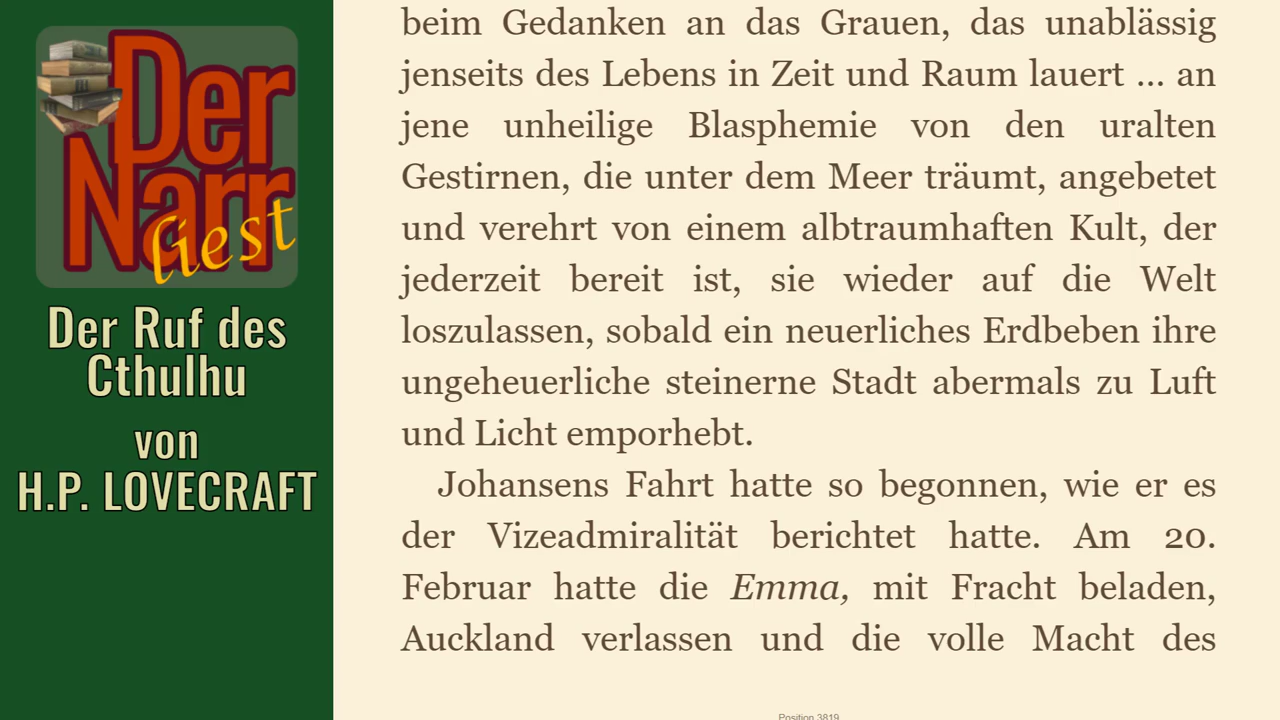 Der
Narr
liest
Der Ruf des
Cthulhu
von
H.P. LOVECRAFT
beim Gedanken an das Grauen, das unablässig
jenseits des Lebens in Zeit und Raum lauert ... an
jene unheilige Blasphemie von den uralten
Gestirnen, die unter dem Meer träumt, angebetet
und verehrt von einem albtraumhaften Kult, der
jederzeit bereit ist, sie wieder auf die Welt
loszulassen, sobald ein neuerliches Erdbeben ihre
ungeheuerliche steinerne Stadt abermals zu Luft
und Licht emporhebt.
Johansens Fahrt hatte so begonnen, wie er es
der Vizeadmiralität berichtet hatte. Am 20.
Februar hatte die Emma, mit Fracht beladen,
Auckland verlassen und die volle Macht des
Position 3819